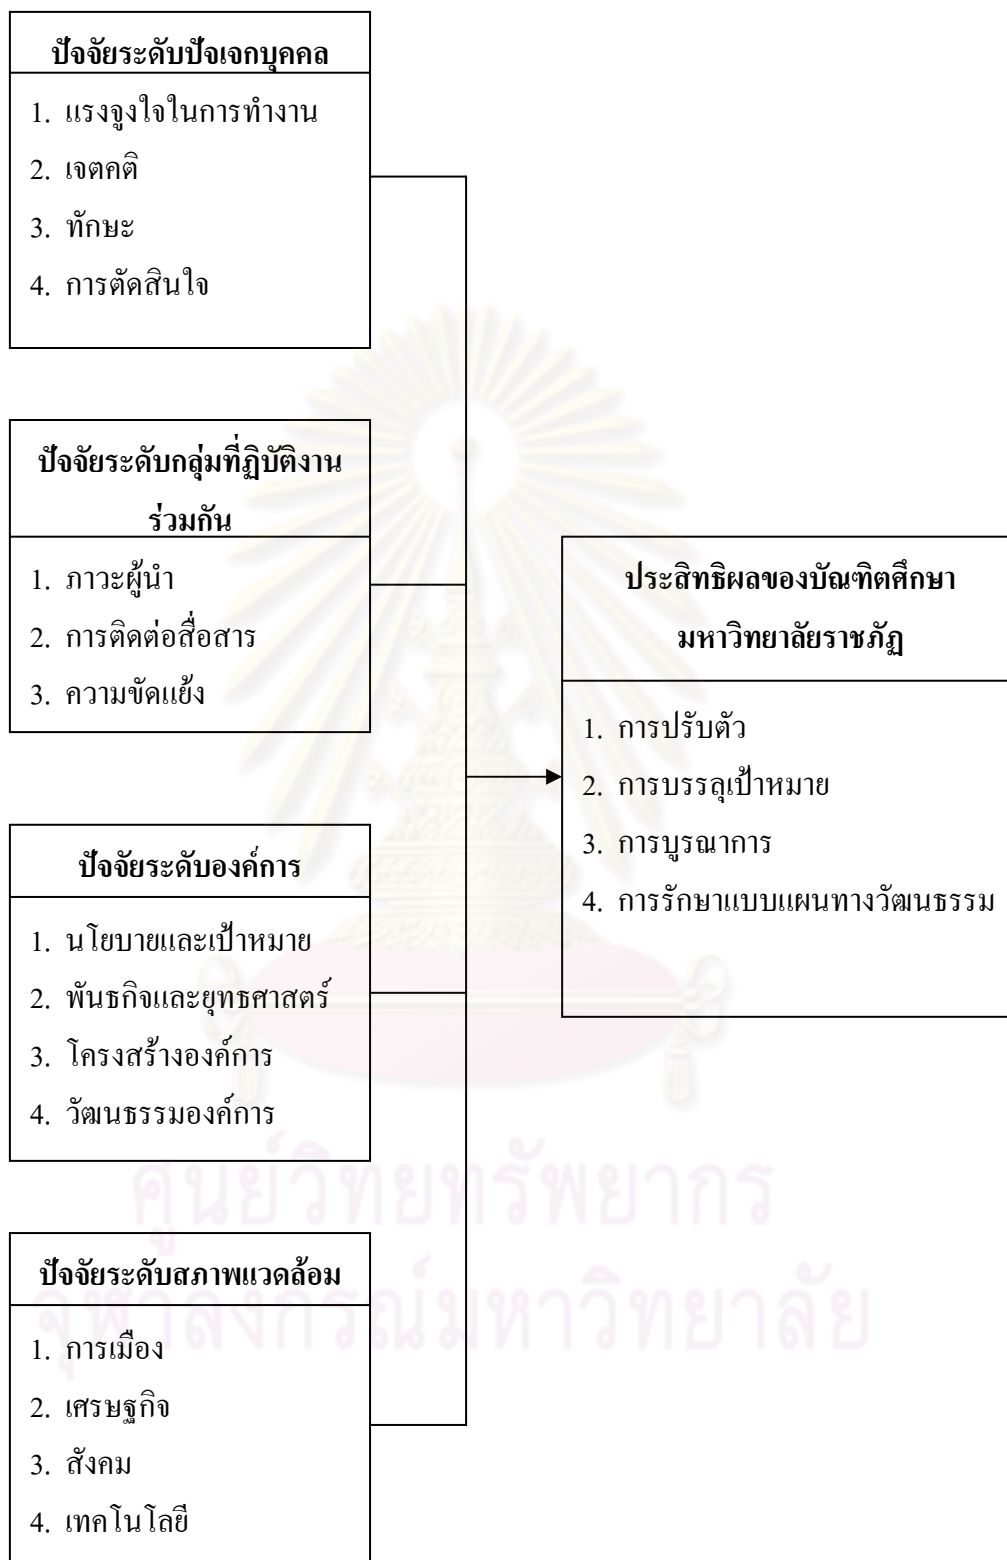 ปัจจัยระดับปัจเจกบุคคล
1. แรงจูงใจในการทำงาน
2. เจตคติ
3. ทักษะ
4. การตัดสินใจ
ปัจจัยระดับกลุ่มที่ฏิบัติงาน
ร่วมกัน
1. ภาวะผู้นำ
2. การติดต่อสื่อสาร
3. ความขัดแย้ง
ปัจจัยระดับองค์การ
1. นโยบายและเป้าหมาย
2. พันธกิจและยุทธศาสตร์
3. โครงสร้างองค์การ
4. วัฒนธรรมองค์การ
ปัจจัยระดับสภาพแวดล้อม
1. การเมือง
2. เศรษฐกิจ
3. สังคม
4. เทคโนโลยี
ประสิทธิผลของบัณฑิตศึกษา
มหาวิทยาลัยราชภัฏ
1. การปรับตัว
2. การบรรลุเป้าหมาย
3. การบูรณาการ
4. การรักษาแบบแผนทางวัฒนธรรม
ศูนย์วิทยทรัพยากร
จุฬาลงกรณ์มหาวิทยาลัย